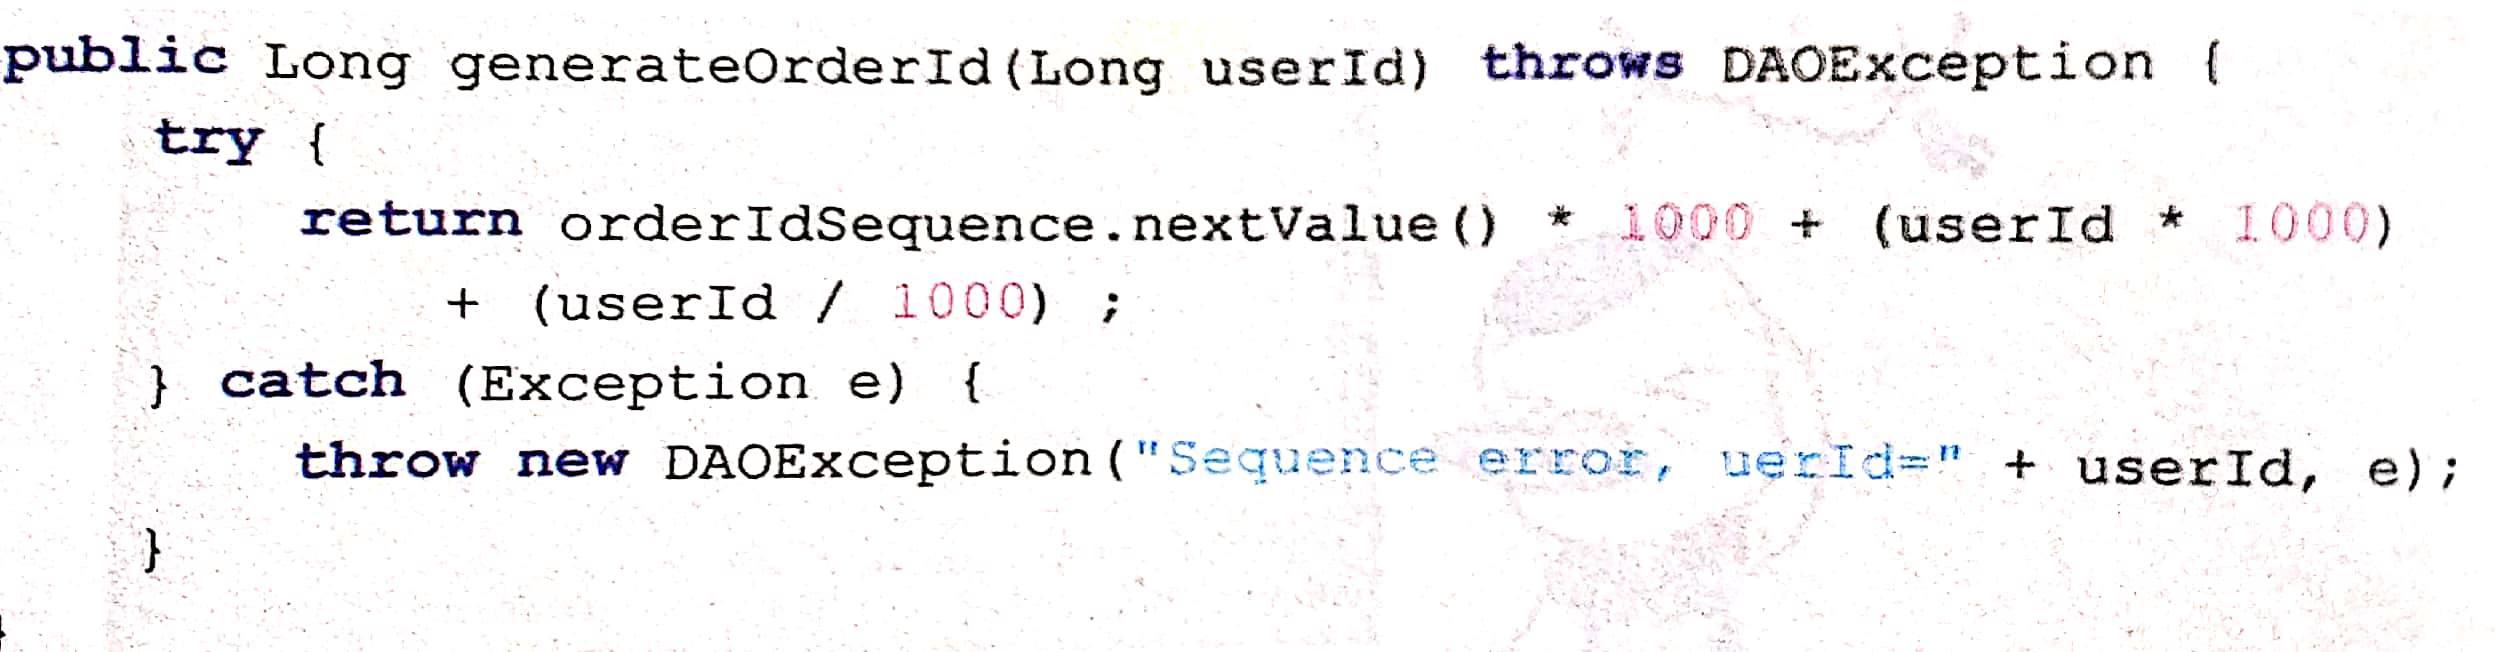 public Long generateOrderId(Long userId) throws DAOException {
try {
return orderIdSequence.nextValue() * 1000 + (userId * 1000)
+ (userId / 1000) ;
} catch (Exception e) {
throw new DAOException("Sequence error, uerId=" + userId, e);
}
}